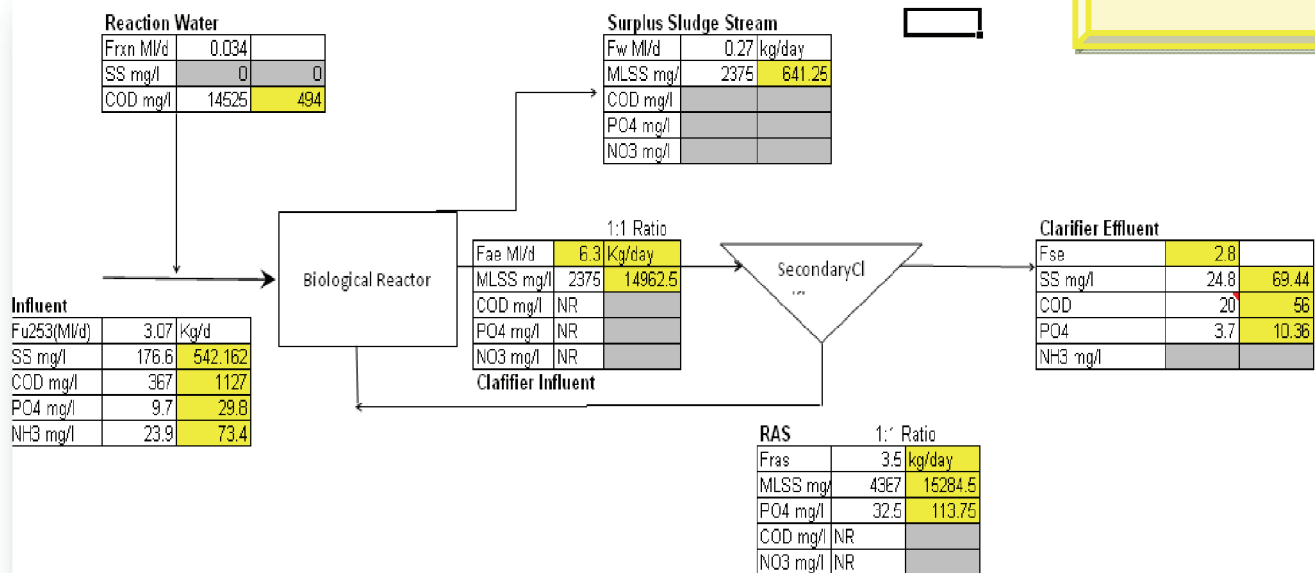 Reaction Water
Frxn Ml/d 0.034
SS mg/l 0 0
COD mg/l 14525 494
Surplus Sludge Stream
Fw Ml/d 0.27 kg/day
MLSS mg/ 2375 641.25
COD mg/l
PO4 mg/l
NO3 mg/l
Biological Reactor
1:1 Ratio
Fae Ml/d 6.3 Kg/day
MLSS mg/l 2375 14962.5
COD mg/l NR
PO4 mg/l NR
NO3 mg/l NR
Clafifier Influent
SecondaryCl
Clarifier Effluent
Fse 2.8
SS mg/l 24.8 69.44
COD 20 56
PO4 3.7 10.36
NH3 mg/l
Influent
Fu253(Ml/d) 3.07 Kg/d
SS mg/l 176.6 542.162
COD mg/l 367 1127
PO4 mg/l 9.7 29.8
NH3 mg/l 23.9 73.4
RAS 1:1 Ratio
Fras 3.5 kg/day
MLSS mg/ 4367 15284.5
PO4 mg/l 32.5 113.75
COD mg/l NR
NO3 mg/l NR